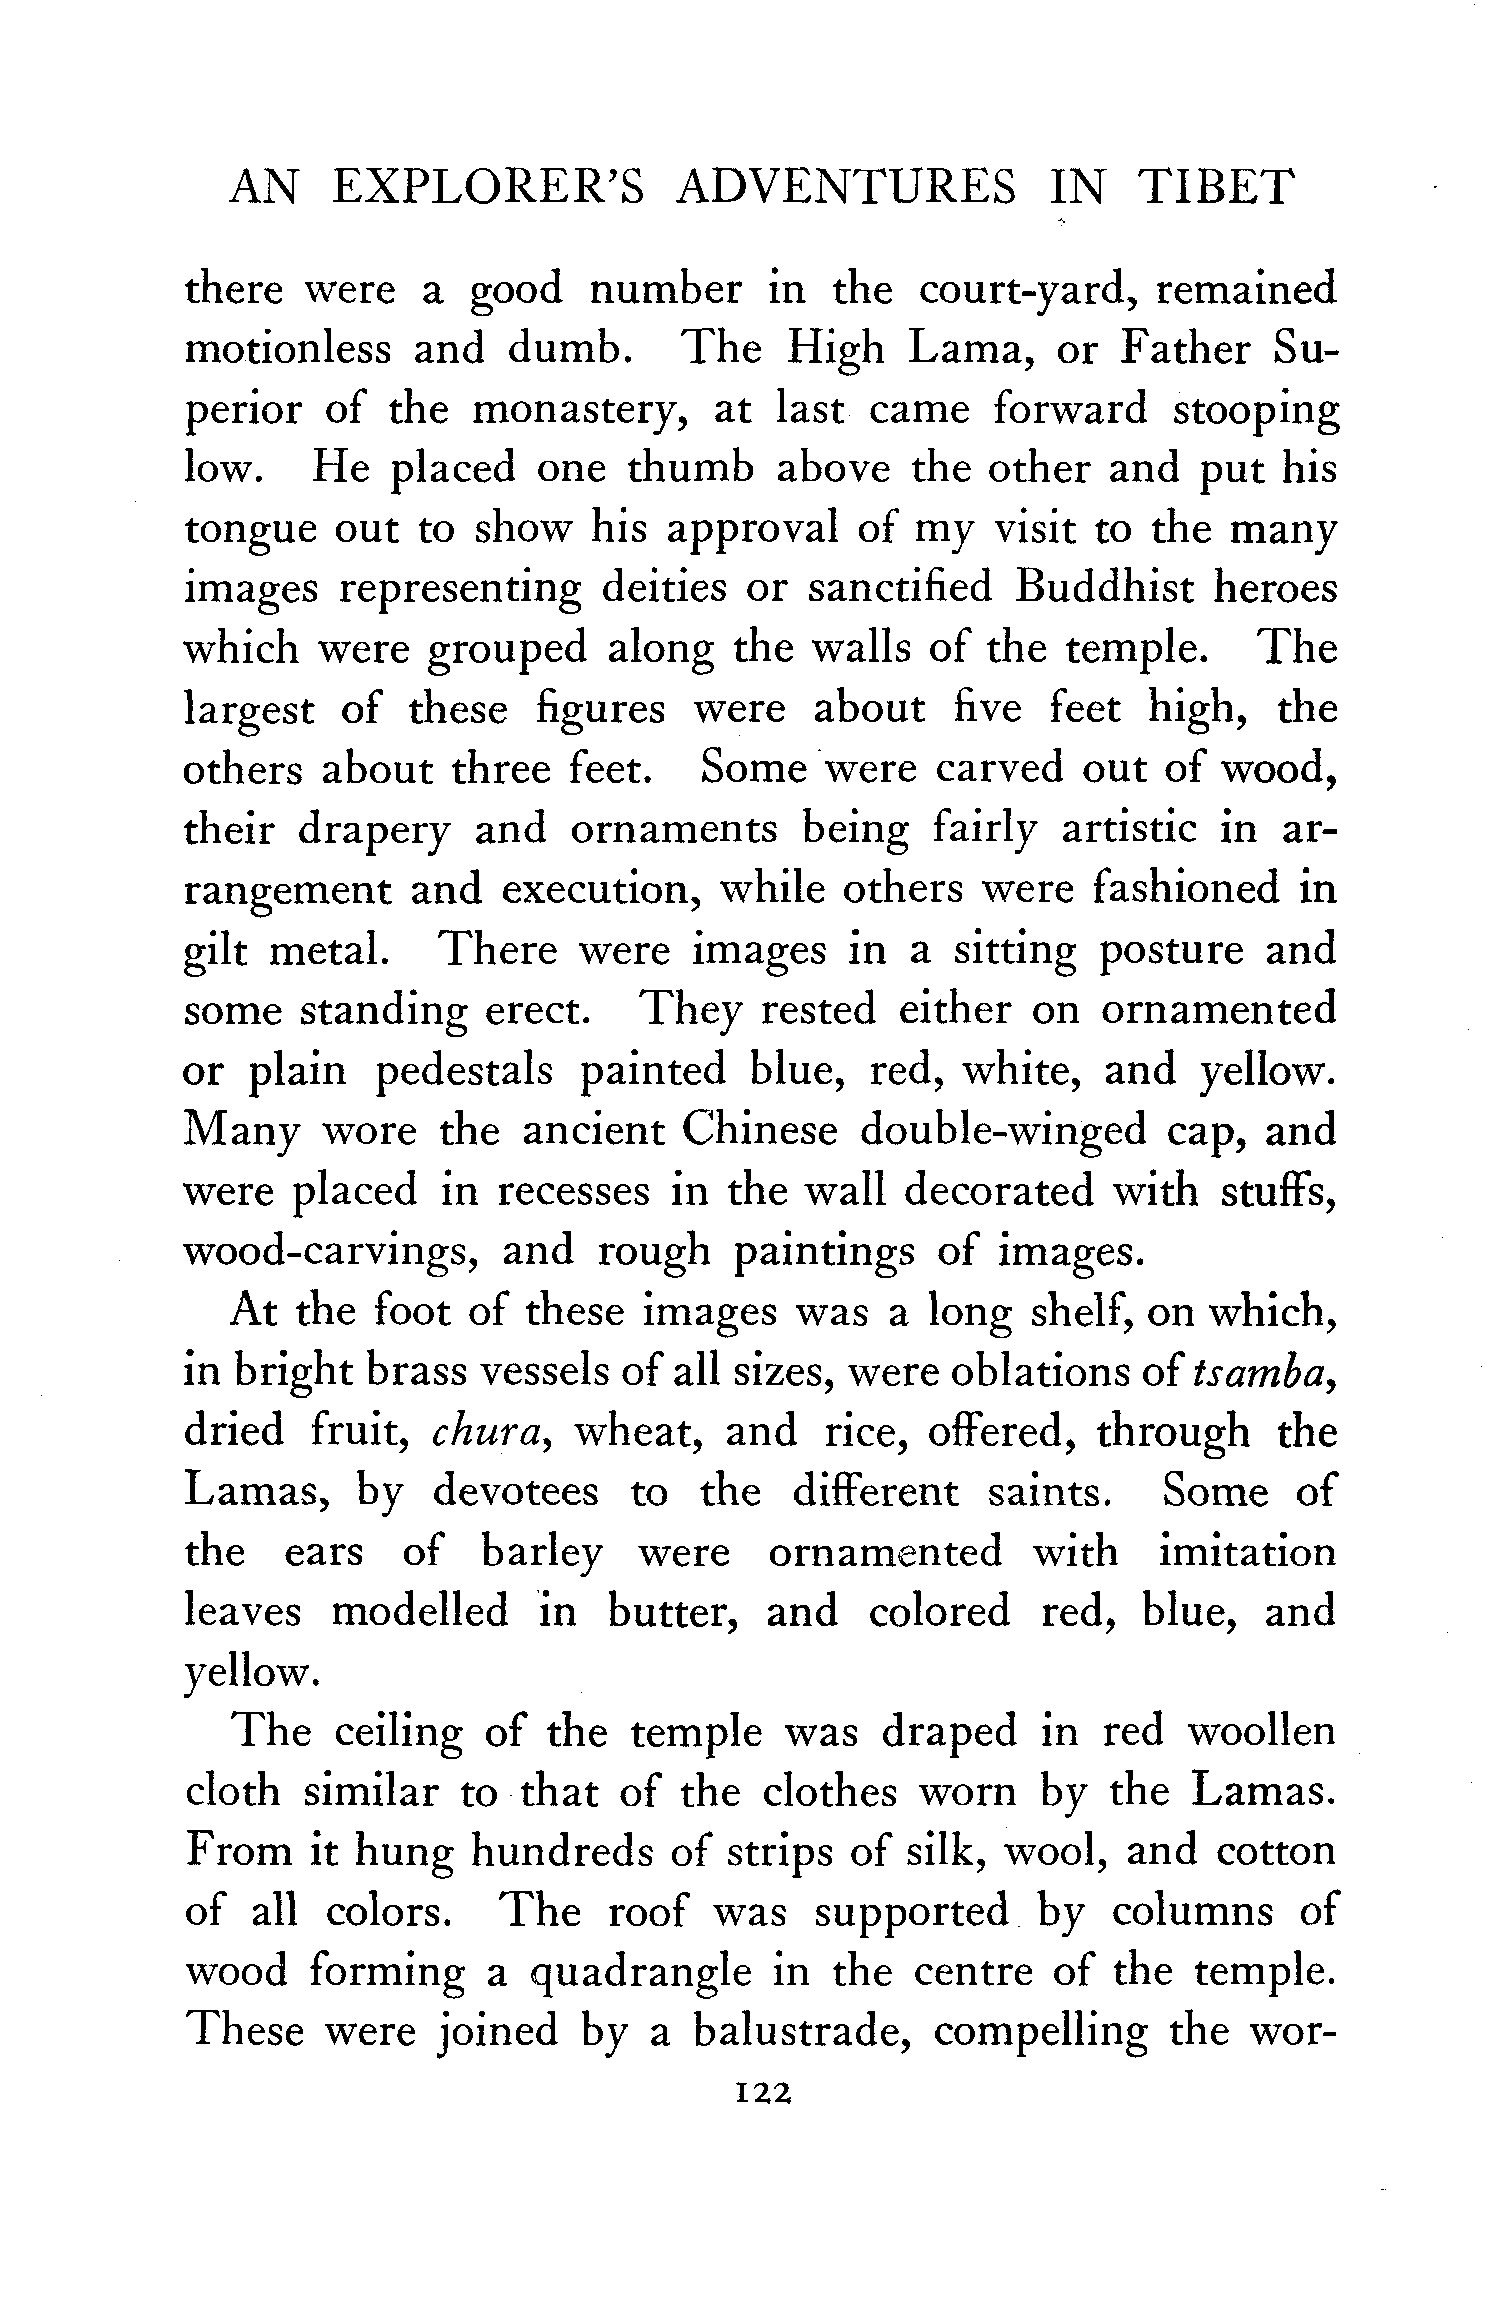 AN EXPLORER'S ADVENTURES IN TIBET
there were a good number in the court-yard, remained
motionless and dumb. The High Lama, or Father Su-
perior of the monastery, at last came forward stooping
low. He placed one thumb above the other and put his
tongue out to show his approval of my visit to the many
images representing deities or sanctified Buddhist heroes
which were grouped along the walls of the temple. The
largest of these figures were about five feet high, the
others about three feet. Some were carved out of wood,
their drapery and ornaments being fairly artistic in ar-
rangement and execution, while others were fashioned in
gilt metal. There were images in a sitting posture and
some standing erect. They rested either on ornamented
or plain pedestals painted blue, red, white, and yellow.
Many wore the ancient Chinese double-winged cap, and
were placed in recesses in the wall decorated with stuffs,
wood-carvings, and rough paintings of images.
At the foot of these images was a long shelf, on which,
in bright brass vessels of all sizes, were oblations of tsamba,
dried fruit, chura, wheat, and rice, offered, through the
Lamas, by devotees to the different saints. Some of
the ears of barley were ornamented with imitation
leaves modelled in butter, and colored red, blue, and
yellow.
The ceiling of the temple was draped in red woollen
cloth similar to that of the clothes worn by the Lamas.
From it hung hundreds of strips of silk, wool, and cotton
of all colors. The roof was supported by columns of
wood forming a quadrangle in the centre of the temple.
These were joined by a balustrade, compelling the wor-
122